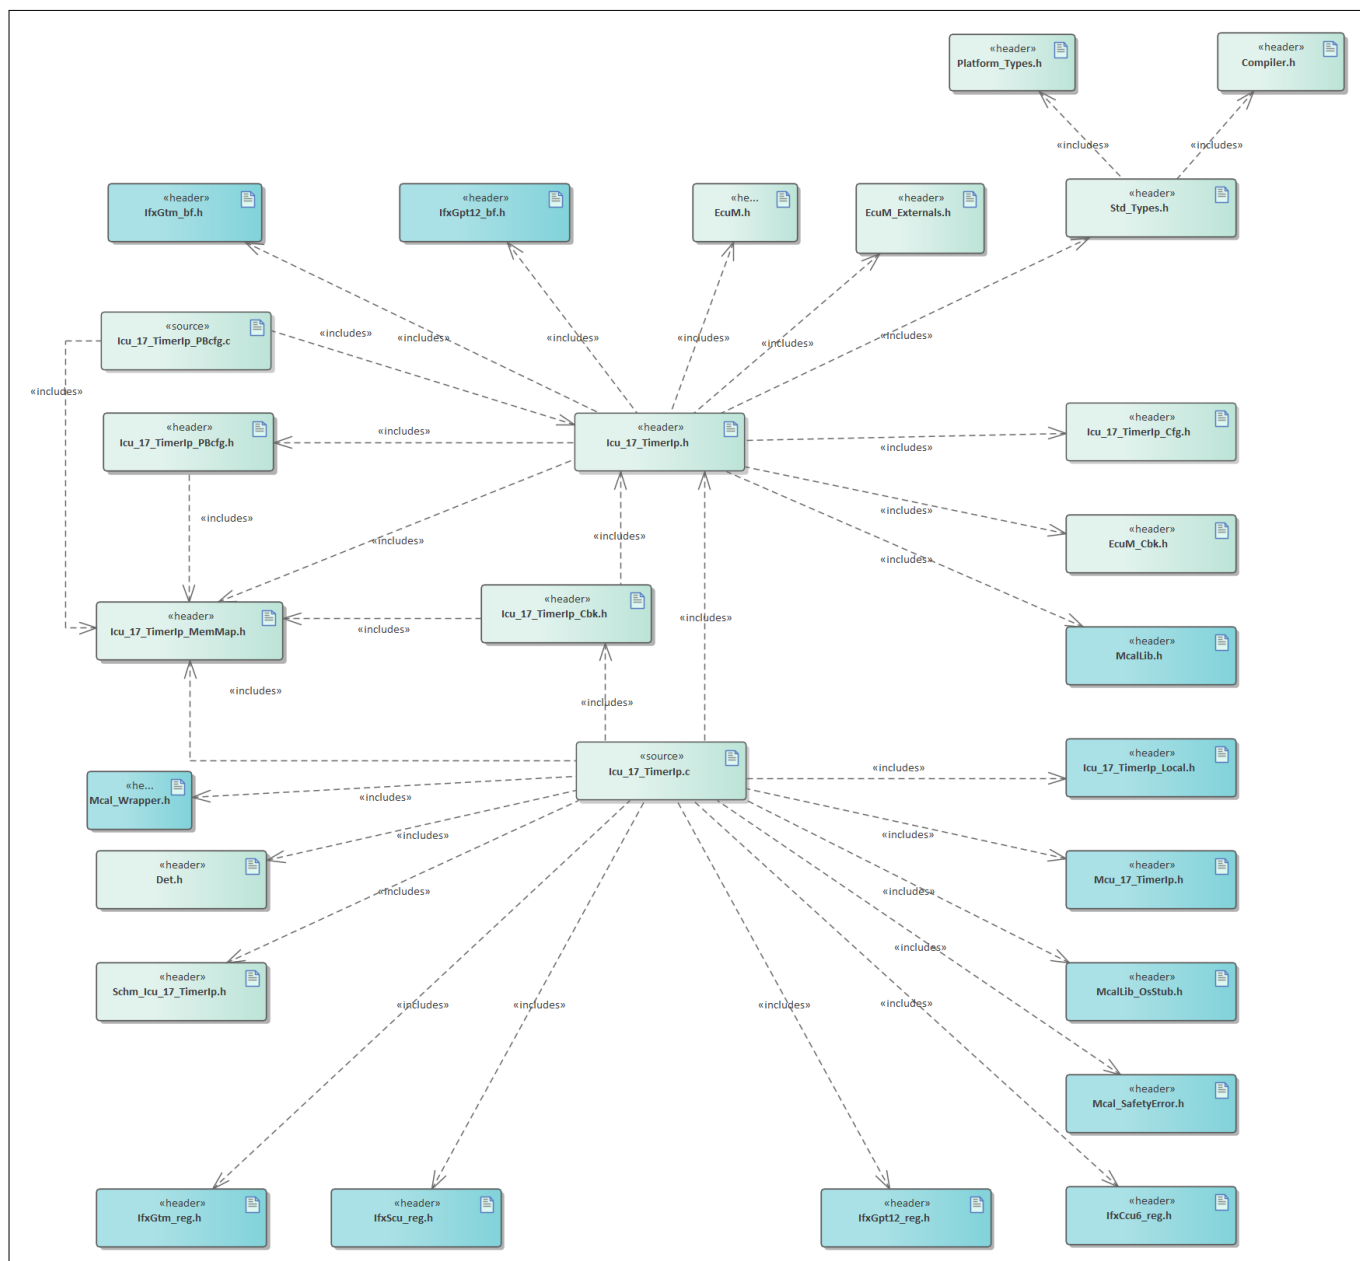 «header»
Platform_Types.h
«header»
Compiler.h
«includes»
«includes»
«header»
IfxGtm_bf.h
«header»
IfxGpt12_bf.h
«he...
EcuM.h
«header»
EcuM_Externals.h
«header»
Std_Types.h
«source»
Icu_17_TimerIp_PBcfg.c
«includes»
«includes»
«includes»
«includes»
«includes»
«includes»
«includes»
«header»
Icu_17_TimerIp_PBcfg.h
«includes»
«header»
Icu_17_TimerIp.h
«includes»
«header»
Icu_17_TimerIp_Cfg.h
«includes»
«includes»
«includes»
«includes»
«includes»
«header»
EcuM_Cbk.h
«includes»
«header»
Icu_17_TimerIp_MemMap.h
«includes»
«header»
Icu_17_TimerIp_Cbk.h
«includes»
«header»
McalLib.h
«includes»
«includes»
«source»
Icu_17_TimerIp.c
«includes»
«header»
Icu_17_TimerIp_Local.h
«he...
Mcal_Wrapper.h
«includes»
«includes»
«includes»
«header»
Det.h
«header»
Mcu_17_TimerIp.h
«includes»
«includes»
«header»
Schm_Icu_17_TimerIp.h
«includes»
«header»
McalLib_OsStub.h
«includes»
«includes»
«includes»
«includes»
«header»
Mcal_SafetyError.h
«header»
IfxGtm_reg.h
«header»
IfxScu_reg.h
«header»
IfxGpt12_reg.h
«header»
IfxCcu6_reg.h